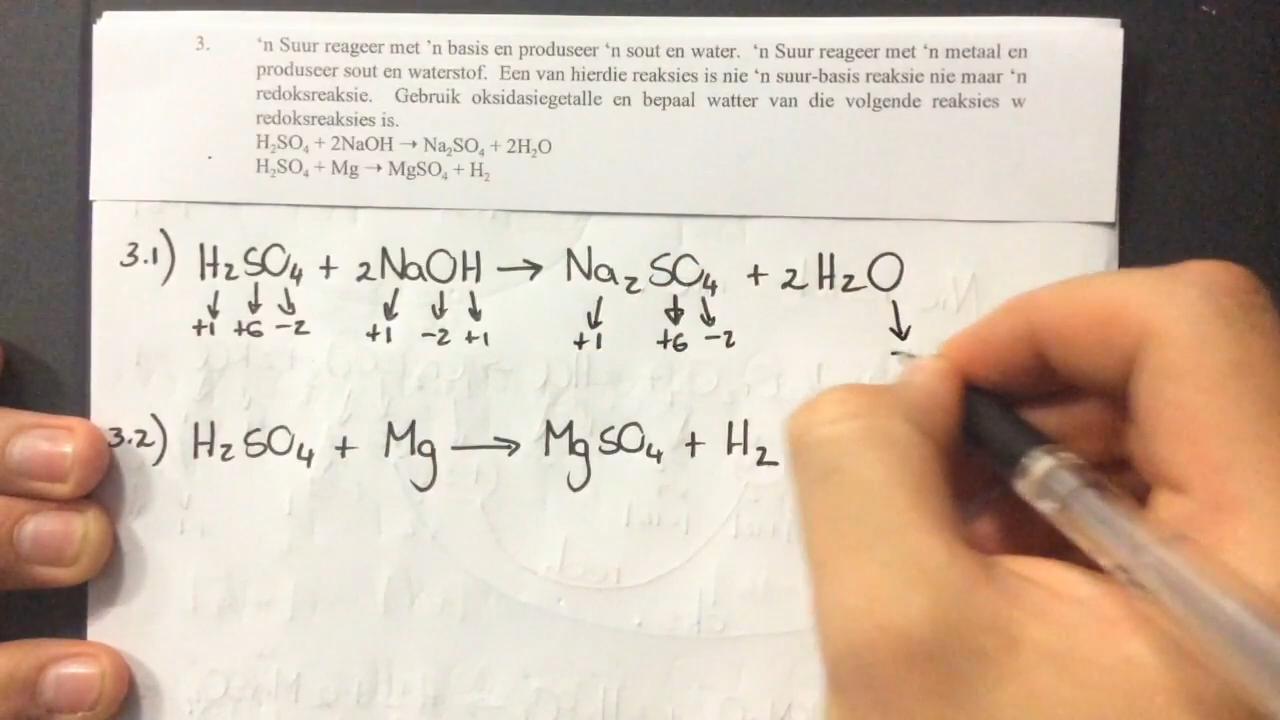 3. 'n Suur reageer met 'n basis en produseer 'n sout en water. 'n Suur reageer met 'n metaal en
produseer sout en waterstof. Een van hierdie reaksies is nie 'n suur-basis reaksie nie maar 'n
redoksreaksie. Gebruik oksidasiegetalle en bepaal watter van die volgende reaksies w
redoksreaksies is.
H₂SO₄ + 2NaOH → Na₂SO₄ + 2H₂O
H₂SO₄ + Mg → MgSO₄ + H₂
3.1) H₂SO₄ + 2NaOH → Na₂SO₄ + 2H₂O
↓ ↓ ↓ ↓ ↓ ↓ ↓ ↓ ↓ ↓
+1 +6 -2 +1 -2 +1 +1 +6 -2
3.2) H₂SO₄ + Mg → MgSO₄ + H₂